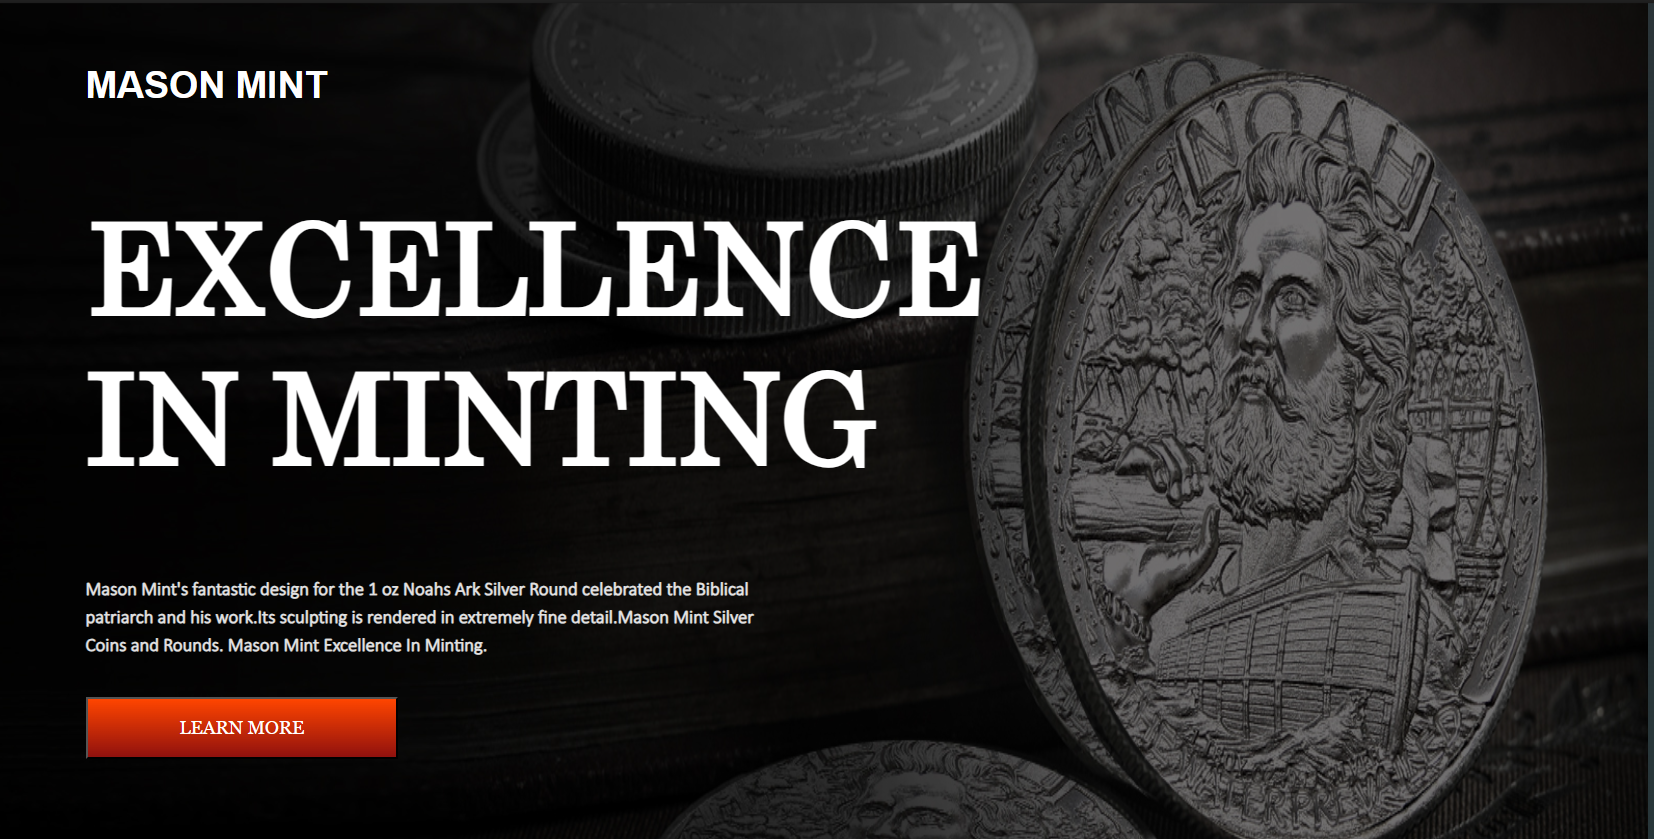 MASON MINT
NOAH
EXCELLENCE
IN MINTING
Mason Mint's fantastic design for the 1 oz Noahs Ark Silver Round celebrated the Biblical
patriarch and his work.Its sculpting is rendered in extremely fine detail.Mason Mint Silver
Coins and Rounds. Mason Mint Excellence In Minting.
LEARN MORE